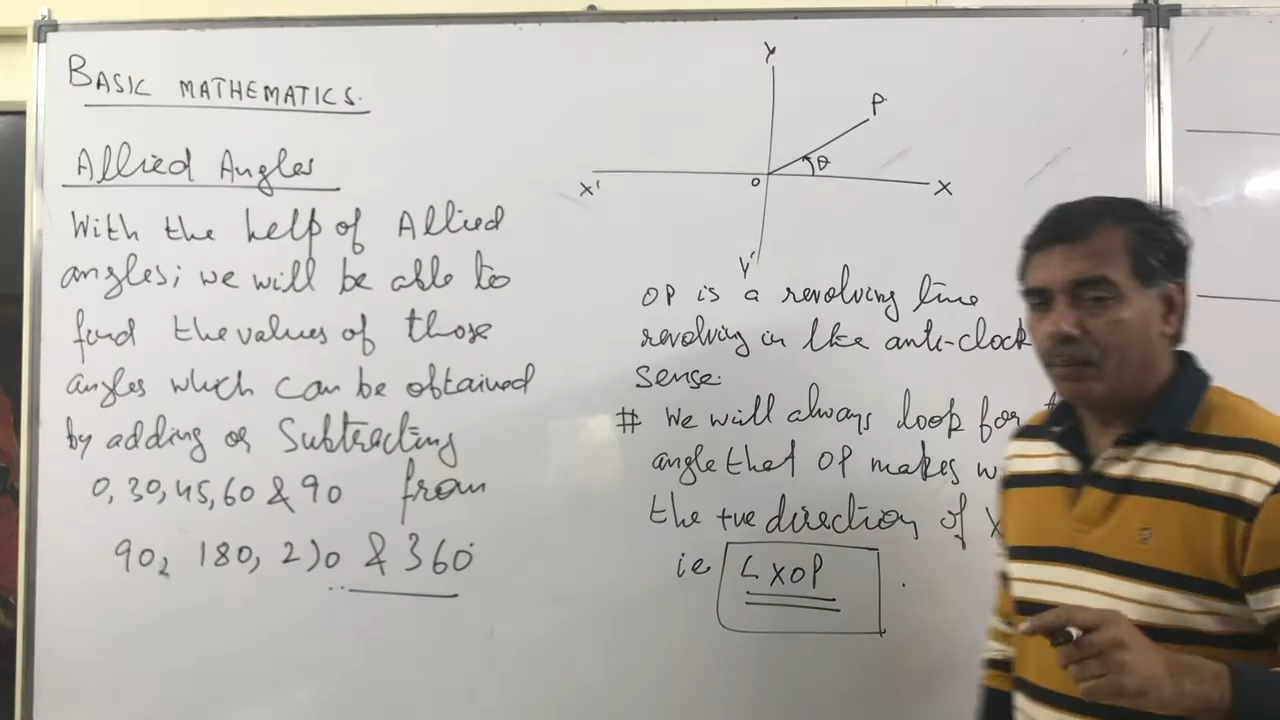 BASIC MATHEMATICS.
Allied Angles
With the help of Allied
angles; we will be able to
find the values of those
angles which can be obtained
by adding or Subtracting
0, 30, 45, 60 & 90 from
90, 180, 270 & 360
Y
P
θ
X'
O
X
Y'
OP is a revolving line
revolving in the anti-clock
sense.
# We will always look for
angle that OP makes
the +ve direction of X
ie ∠XOP